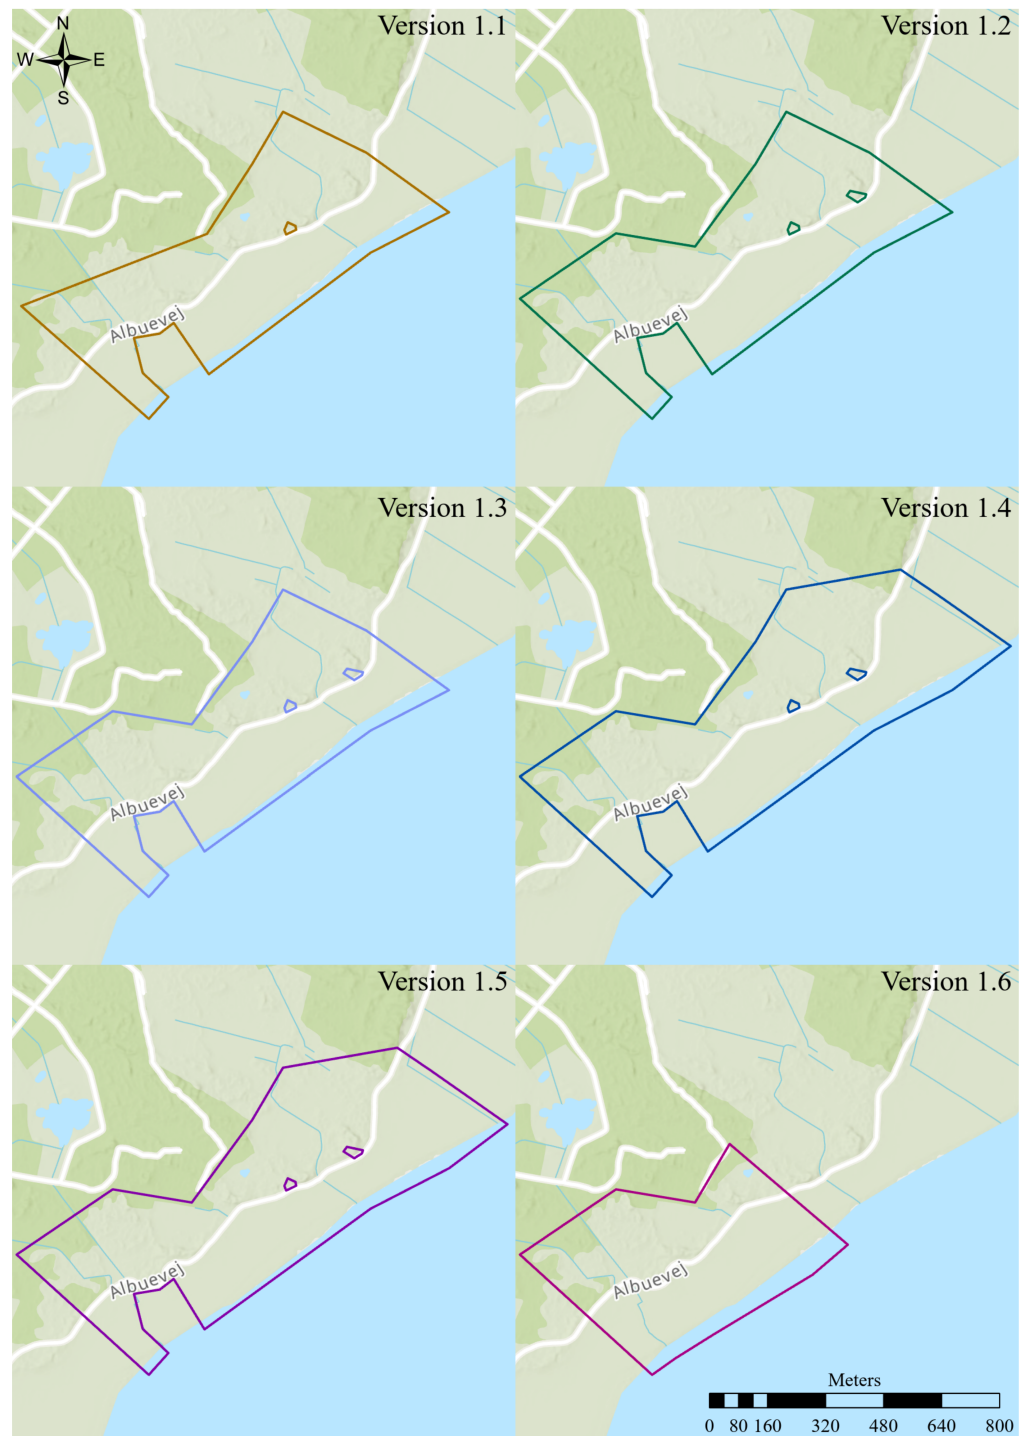 Version 1.1
Version 1.2
N
W E
S
Albuevej
Albuevej
Version 1.3
Version 1.4
Albuevej
Albuevej
Version 1.5
Version 1.6
Albuevej
Albuevej
Meters
0 80 160 320 480 640 800